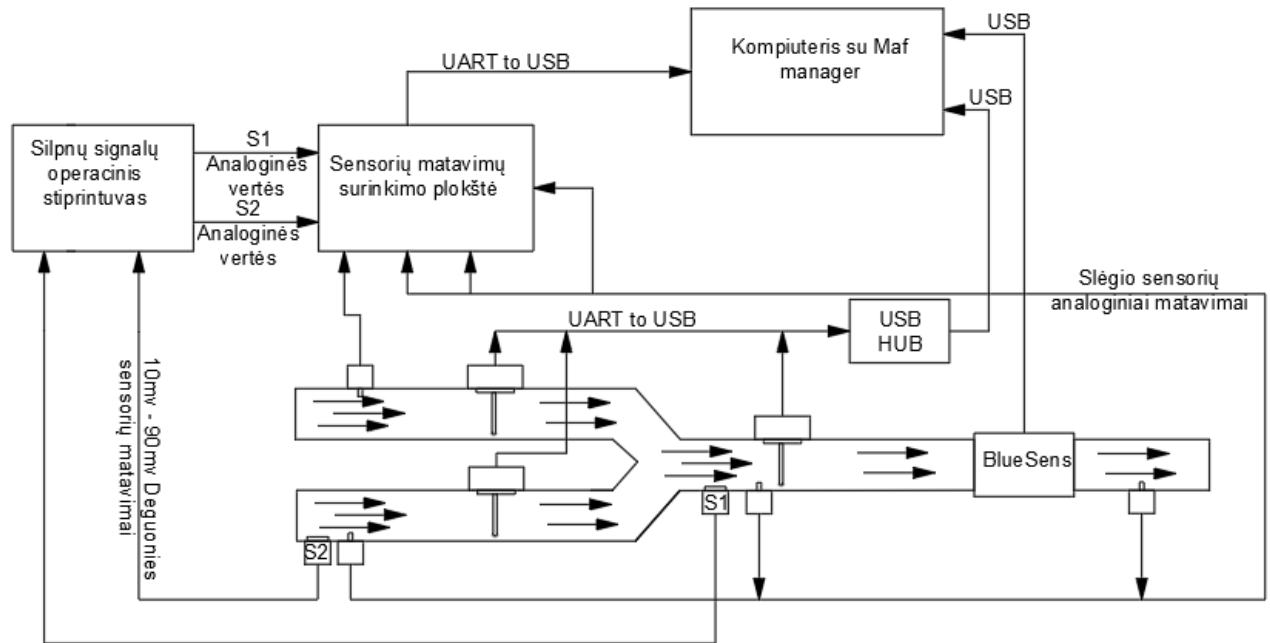 USB
Kompiuteris su Maf
manager
UART to USB
USB
Silpnų signalų
operacinis
stiprintuvas
S1
Analoginės
vertės
S2
Analoginės
vertės
Sensorių matavimų
surinkimo plokštė
Slėgio sensorių
analoginiai matavimai
UART to USB
USB
HUB
10mv - 90mv Deguonies
sensorių matavimai
BlueSens
S1
S2